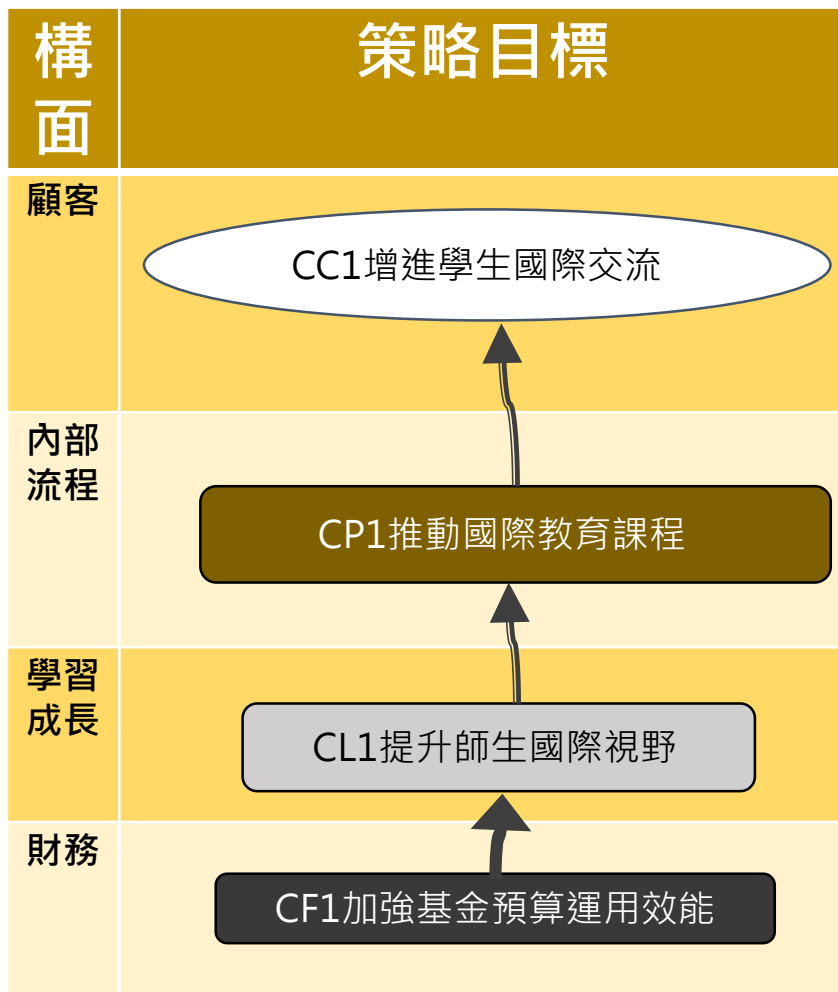 構
面
策略目標
顧客
CC1增進學生國際交流
內部
流程
CP1推動國際教育課程
學習
成長
CL1提升師生國際視野
財務
CF1加強基金預算運用效能